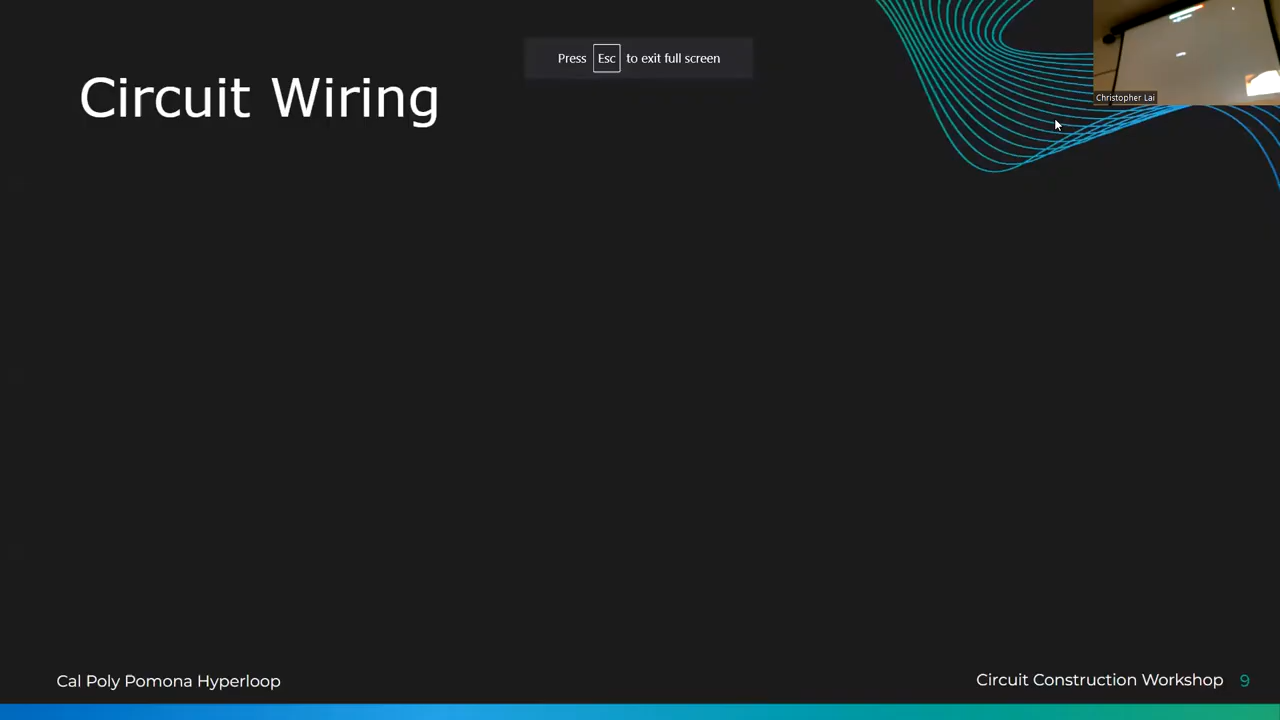 Press Esc to exit full screen
Circuit Wiring
Christopher Lai
Cal Poly Pomona Hyperloop
Circuit Construction Workshop 9